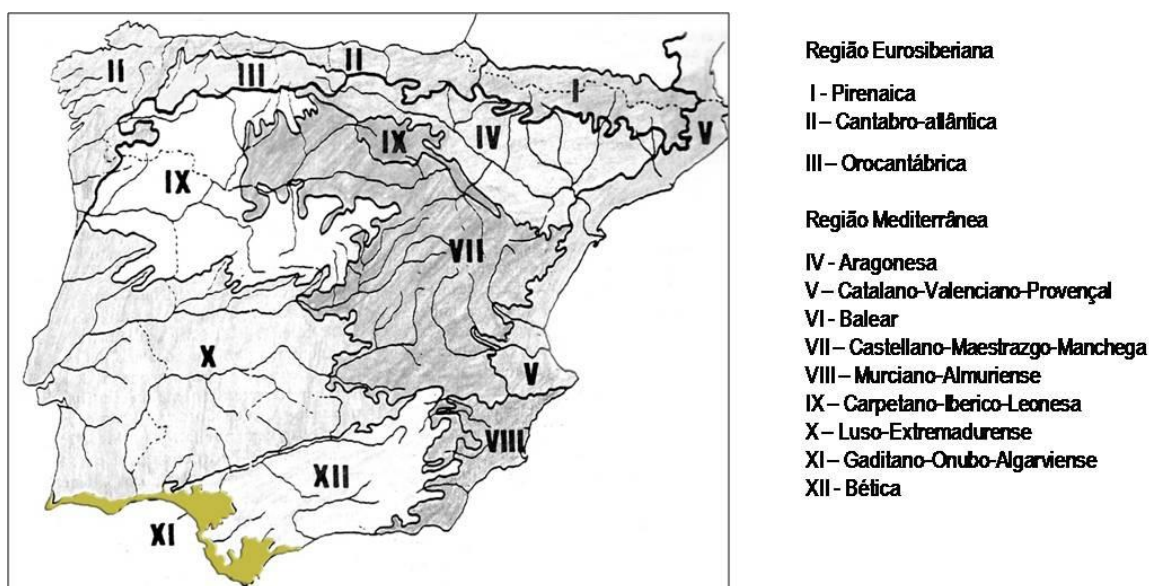 II
III
II
I
V
IV
IX
IX
VII
X
V
VIII
XII
XI
Região Eurosiberiana
I - Pirenaica
II – Cantabro-atlântica
III – Orocantábrica
Região Mediterrânea
IV - Aragonesa
V – Catalano-Valenciano-Provençal
VI - Balear
VII – Castellano-Maestrazgo-Manchega
VIII – Murciano-Almuriense
IX – Carpetano-Iberico-Leonesa
X – Luso-Extremadurense
XI – Gaditano-Onubo-Algarviense
XII - Bética